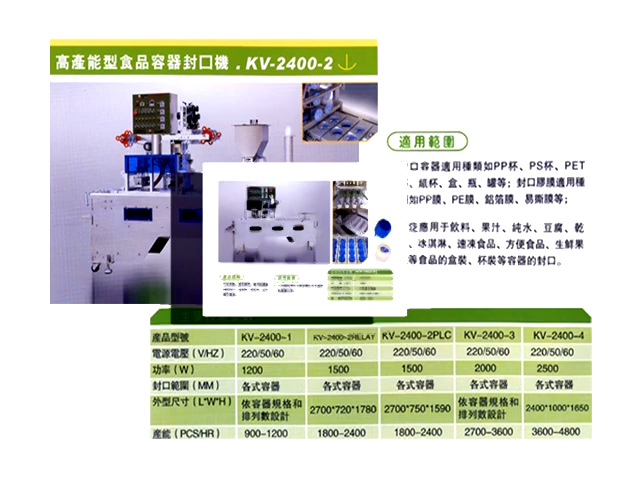 高產能型食品容器封口機．KV-2400-2
適用範圍
口容器適用種類如PP杯、PS杯、PET
、紙杯、盒、瓶、罐等；封口膠膜適用種
如PP膜、PE膜、鋁箔膜、易撕膜等；
應用于飲料、果汁、純水、豆腐、乾
、冰淇淋、速凍食品、方便食品、生鮮果
等食品的盒裝、杯裝等容器的封口。
產品型號 KV-2400-1 KV-2400-2RELAY KV-2400-2PLC KV-2400-3 KV-2400-4
電源電壓（V/HZ） 220/50/60 220/50/60 220/50/60 220/50/60 220/50/60
功率（W） 1200 1500 1500 2000 2500
封口範圍（MM） 各式容器 各式容器 各式容器 各式容器 各式容器
外型尺寸（L*W*H） 依容器規格和排列數設計 2700*720*1780 2700*750*1590 依容器規格和排列數設計 2400*1000*1650
產能（PCS/HR） 900-1200 1800-2400 1800-2400 2700-3600 3600-4800